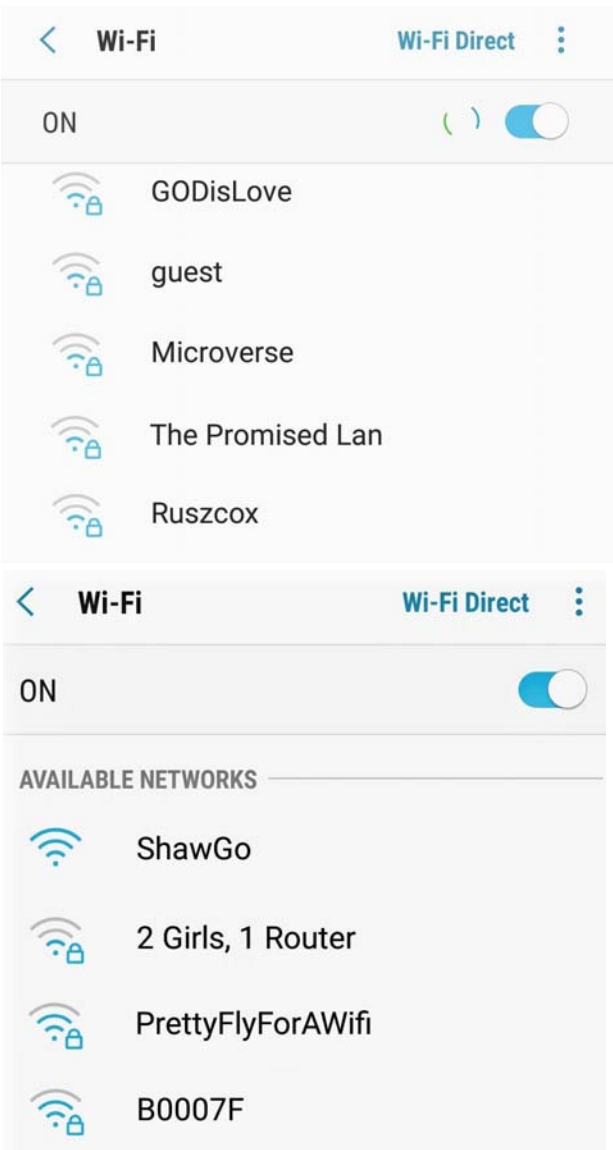 Wi-Fi Wi-Fi Direct
ON
GODisLove
guest
Microverse
The Promised Lan
Ruszcox
Wi-Fi Wi-Fi Direct
ON
AVAILABLE NETWORKS
ShawGo
2 Girls, 1 Router
PrettyFlyForAWifi
B0007F